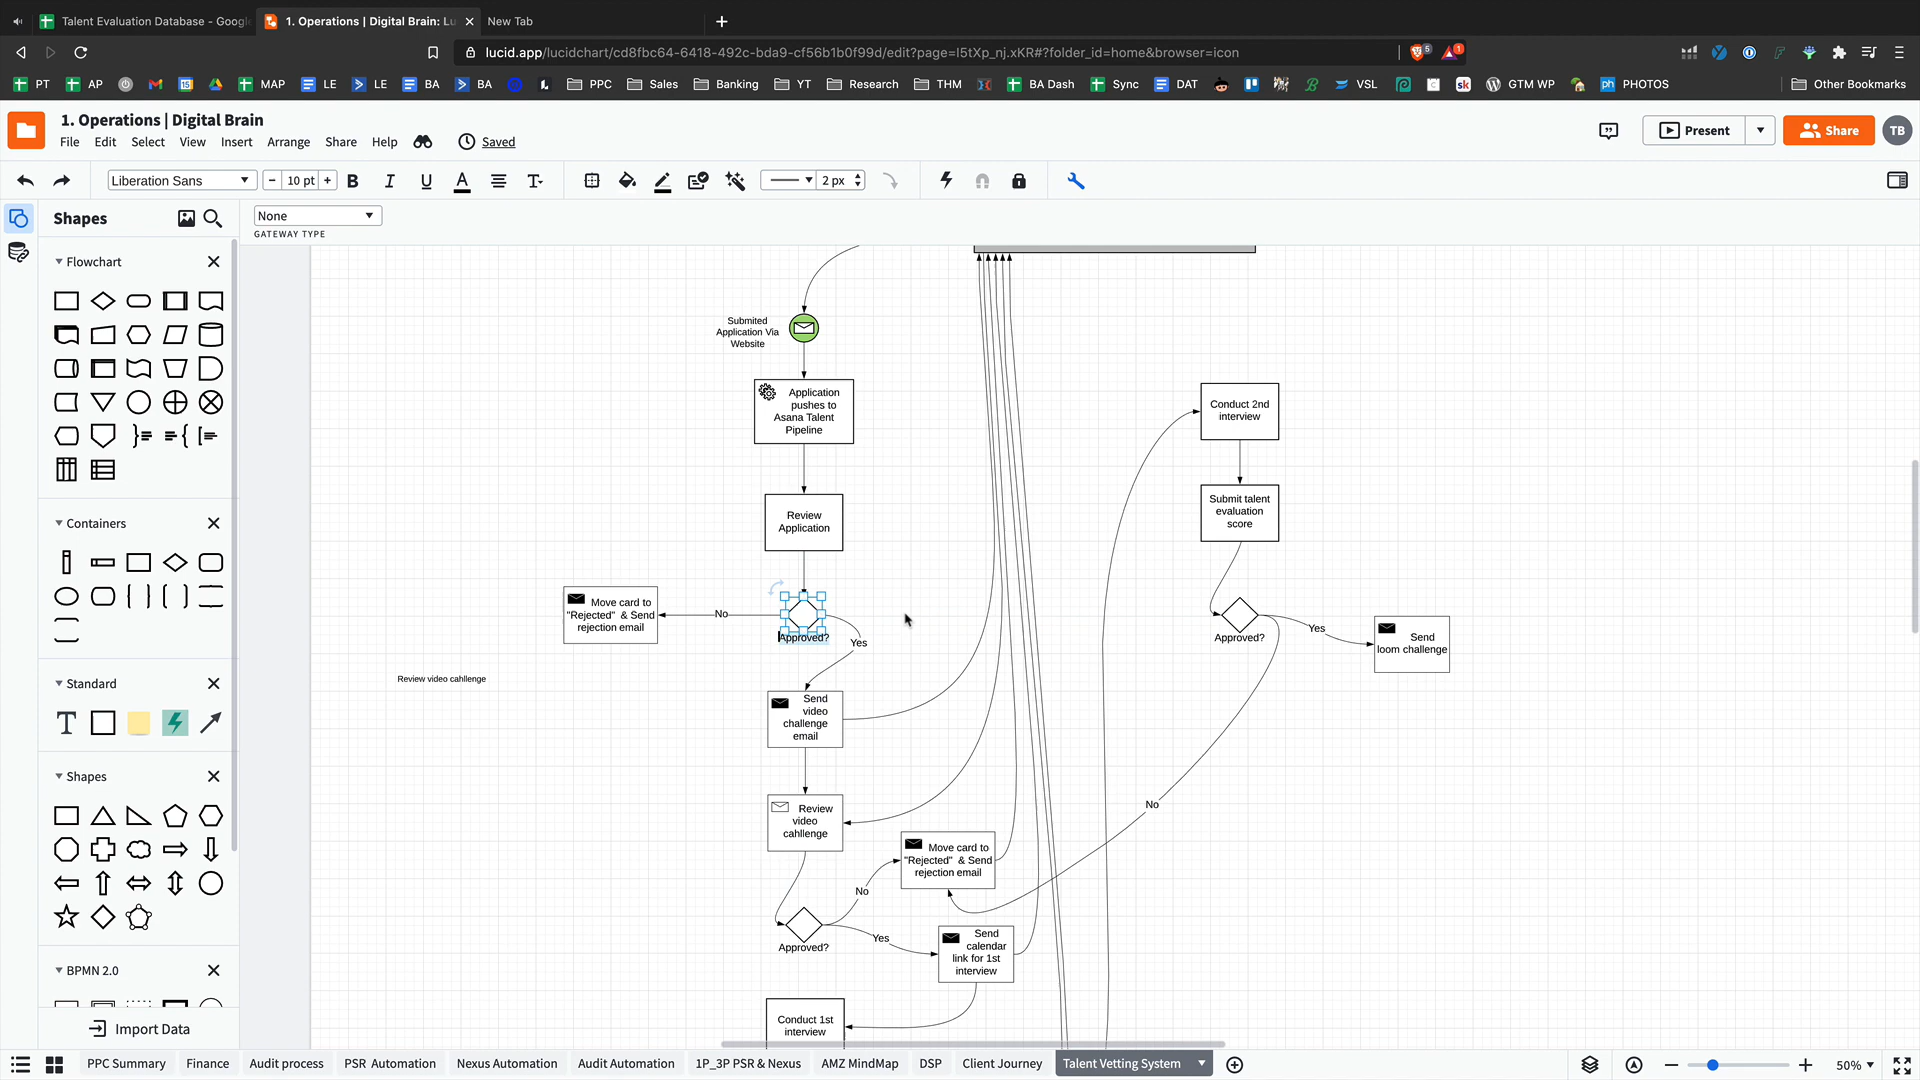 Talent Evaluation Database - Google
1. Operations | Digital Brain: Lu
New Tab
lucid.app/lucidchart/cd8fbc64-6418-492c-bda9-cf56b1b0f99d/edit?page=I5tXp_nj.xKR#?folder_id=home&browser=icon
5
1
PT
AP
MAP
LE
LE
BA
BA
PPC
Sales
Banking
YT
Research
THM
BA Dash
Sync
DAT
VSL
GTM WP
PHOTOS
Other Bookmarks
1. Operations | Digital Brain
File
Edit
Select
View
Insert
Arrange
Share
Help
Saved
Present
Share
TB
Liberation Sans
10 pt
2 px
Shapes
None
GATEWAY TYPE
Flowchart
Containers
Standard
Shapes
BPMN 2.0
Import Data
Submited
Application Via
Website
Application
pushes to
Asana Talent
Pipeline
Review
Application
Move card to
"Rejected" & Send
rejection email
No
Approved?
Yes
Review video cahllenge
Send
video
challenge
email
Review
video
cahllenge
No
Move card to
"Rejected" & Send
rejection email
Approved?
Yes
Send
calendar
link for 1st
interview
Conduct 1st
interview
Conduct 2nd
interview
Submit talent
evaluation
score
Approved?
Yes
Send
loom challenge
No
PPC Summary
Finance
Audit process
PSR Automation
Nexus Automation
Audit Automation
1P_3P PSR & Nexus
AMZ MindMap
DSP
Client Journey
Talent Vetting System
50%